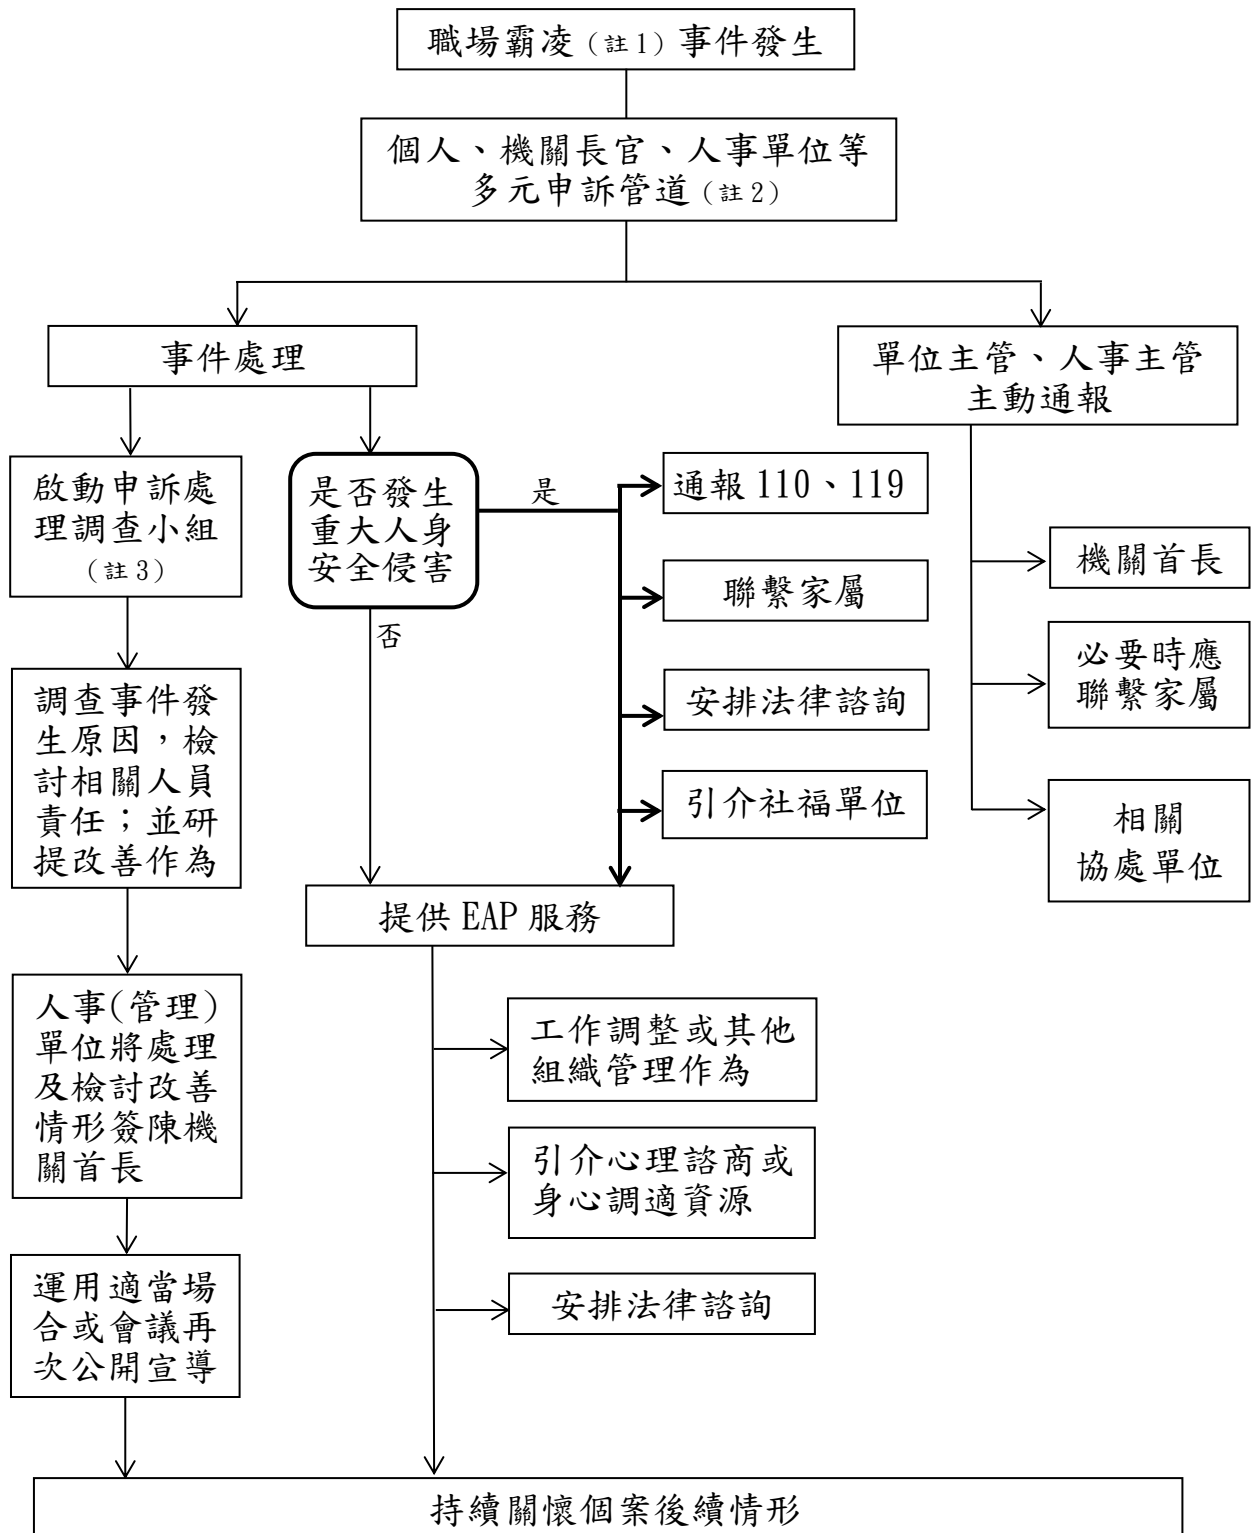 職場霸凌（註1）事件發生
個人、機關長官、人事單位等
多元申訴管道（註2）
事件處理
單位主管、人事主管
主動通報
啟動申訴處
理調查小組
（註3）
是否發生
重大人身
安全侵害
是
否
通報 110、119
聯繫家屬
安排法律諮詢
引介社福單位
機關首長
必要時應
聯繫家屬
相關
協處單位
調查事件發
生原因，檢
討相關人員
責任；並研
提改善作為
提供 EAP 服務
人事(管理)
單位將處理
及檢討改善
情形簽陳機
關首長
工作調整或其他
組織管理作為
引介心理諮商或
身心調適資源
安排法律諮詢
運用適當場
合或會議再
次公開宣導
持續關懷個案後續情形